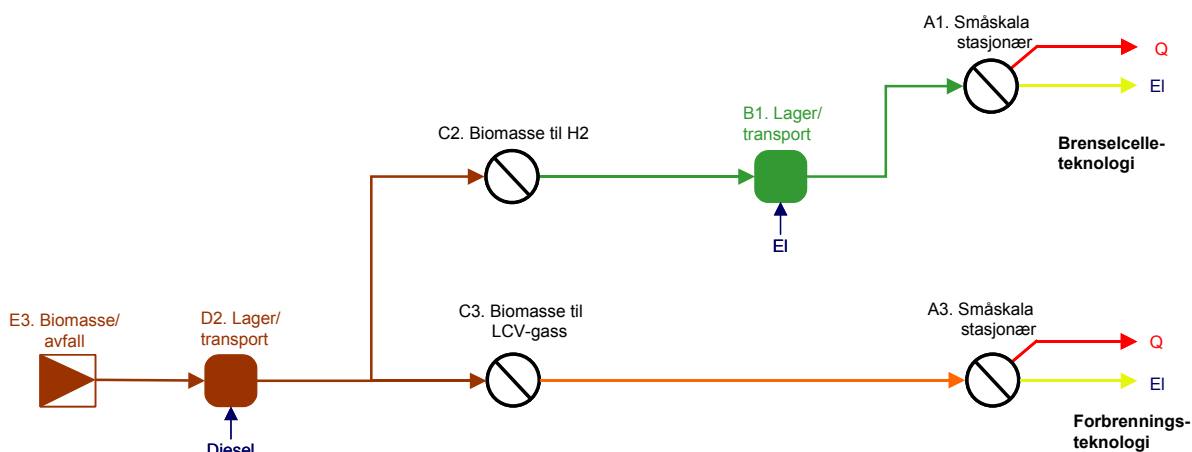 A1. Småskala
stasjonær
Q
El
Brenselcelle-
teknologi
B1. Lager/
transport
C2. Biomasse til H2
El
E3. Biomasse/
avfall
D2. Lager/
transport
C3. Biomasse til
LCV-gass
A3. Småskala
stasjonær
Q
El
Forbrennings-
teknologi
Diesel